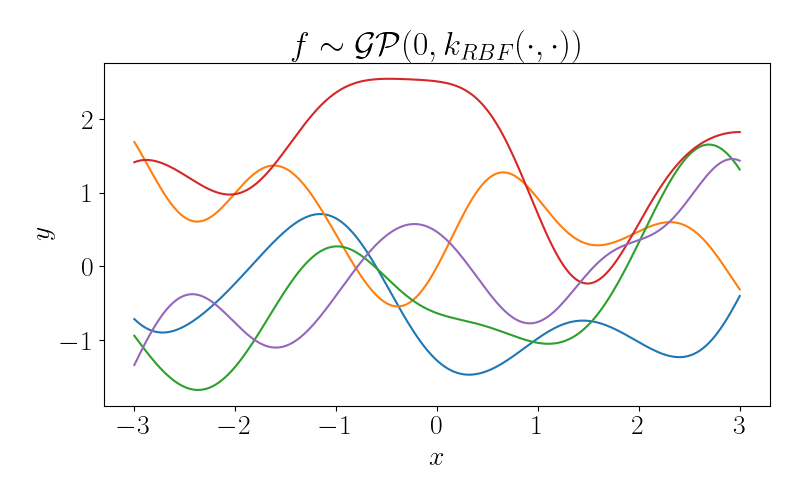 f ∼ 𝒢𝒫(0, k_{RBF}(·, ·))
y
2
1
0
−1
−3 −2 −1 0 1 2 3
x